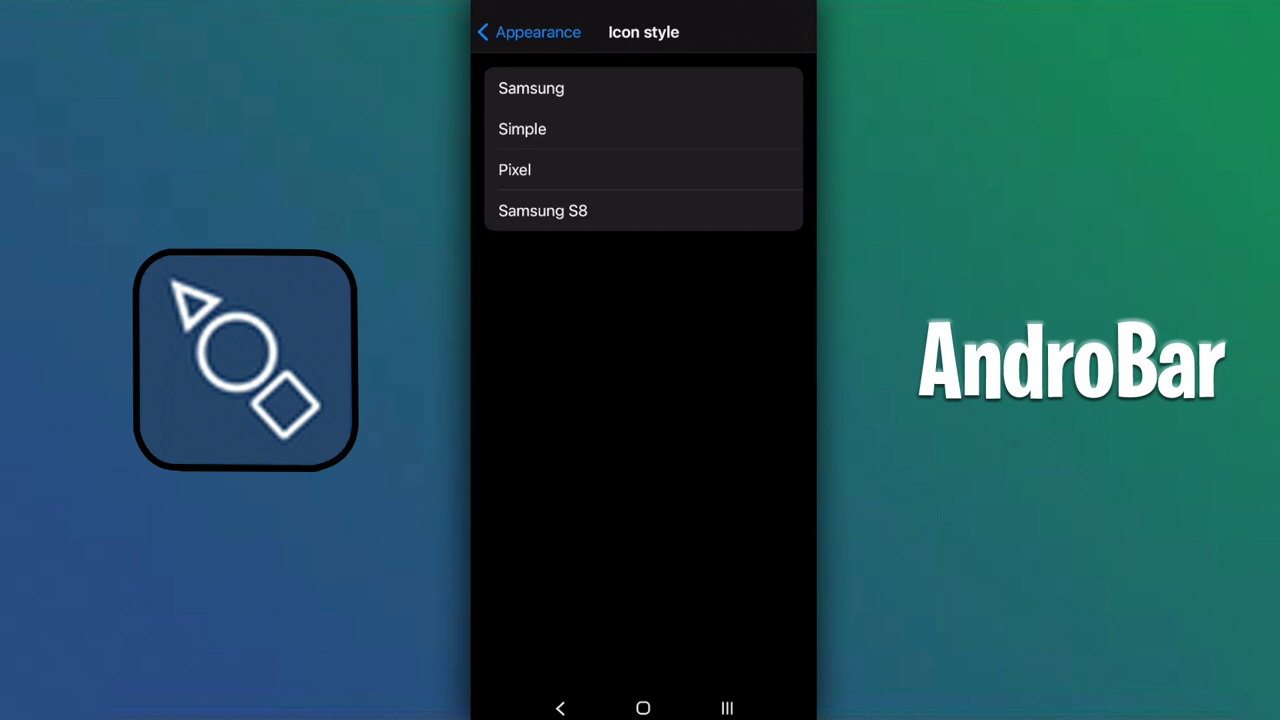 Appearance
Icon style
Samsung
Simple
Pixel
Samsung S8
AndroBar